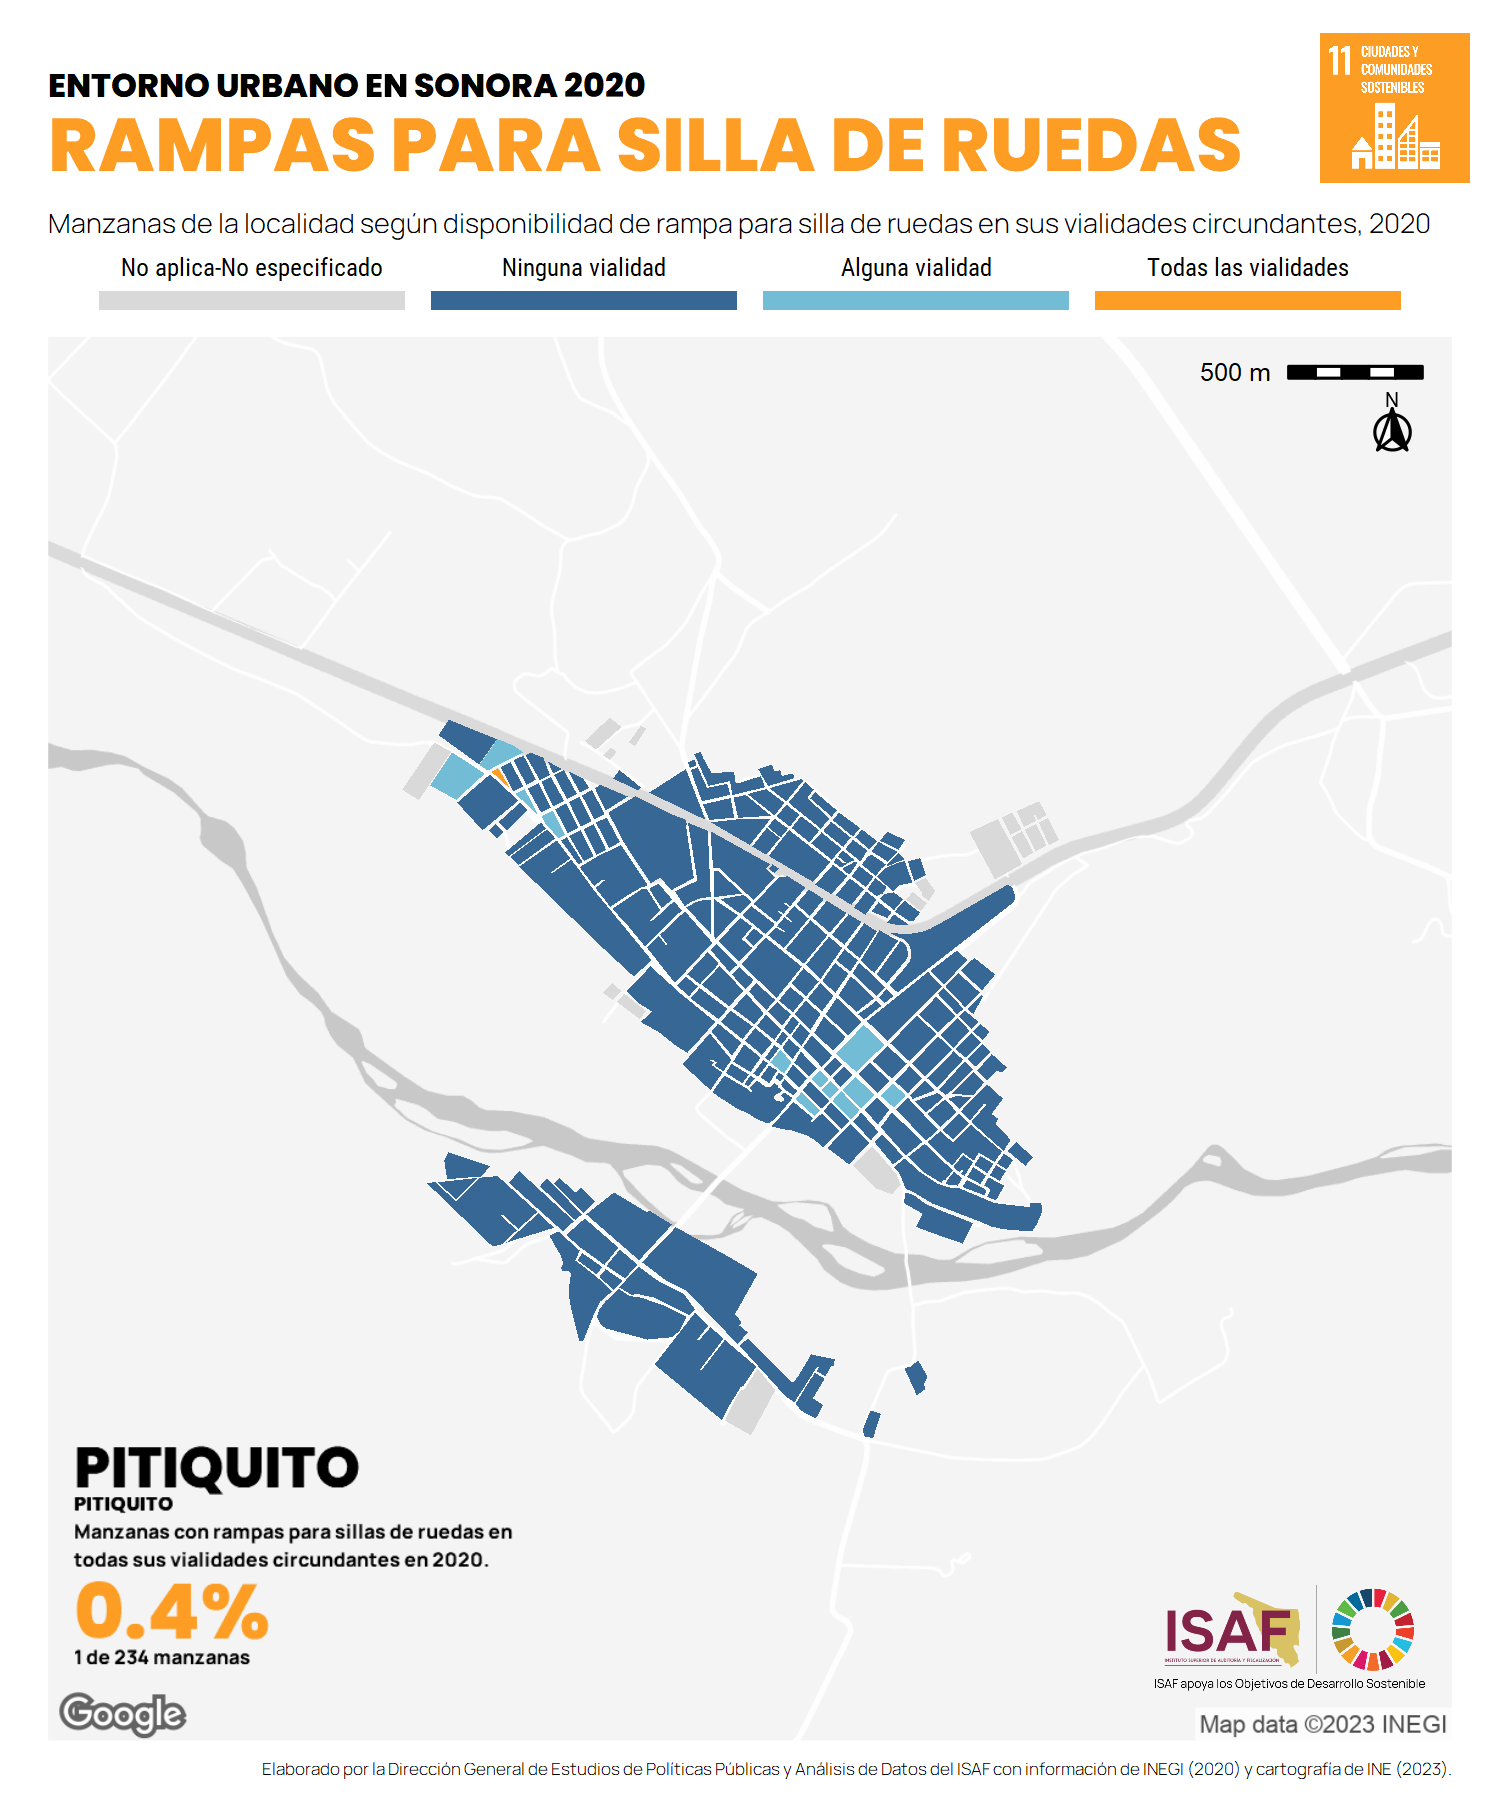 ENTORNO URBANO EN SONORA 2020
RAMPAS PARA SILLA DE RUEDAS
11 CIUDADES Y
COMUNIDADES
SOSTENIBLES
Manzanas de la localidad según disponibilidad de rampa para silla de ruedas en sus vialidades circundantes, 2020
No aplica-No especificado
Ninguna vialidad
Alguna vialidad
Todas las vialidades
500 m
N
PITIQUITO
PITIQUITO
Manzanas con rampas para sillas de ruedas en
todas sus vialidades circundantes en 2020.
0.4%
1 de 234 manzanas
Google
ISAF
INSTITUTO SUPERIOR DE AUDITORÍA Y FISCALIZACIÓN
ISAF apoya los Objetivos de Desarrollo Sostenible
Map data ©2023 INEGI
Elaborado por la Dirección General de Estudios de Políticas Públicas y Análisis de Datos del ISAF con información de INEGI (2020) y cartografía de INE (2023).